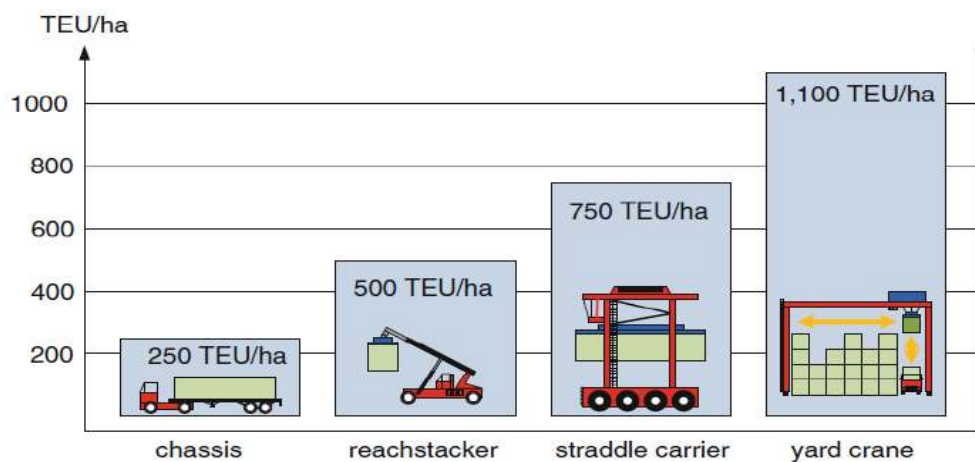 TEU/ha
1000
800
600
400
200
250 TEU/ha
500 TEU/ha
750 TEU/ha
1,100 TEU/ha
chassis
reachstacker
straddle carrier
yard crane